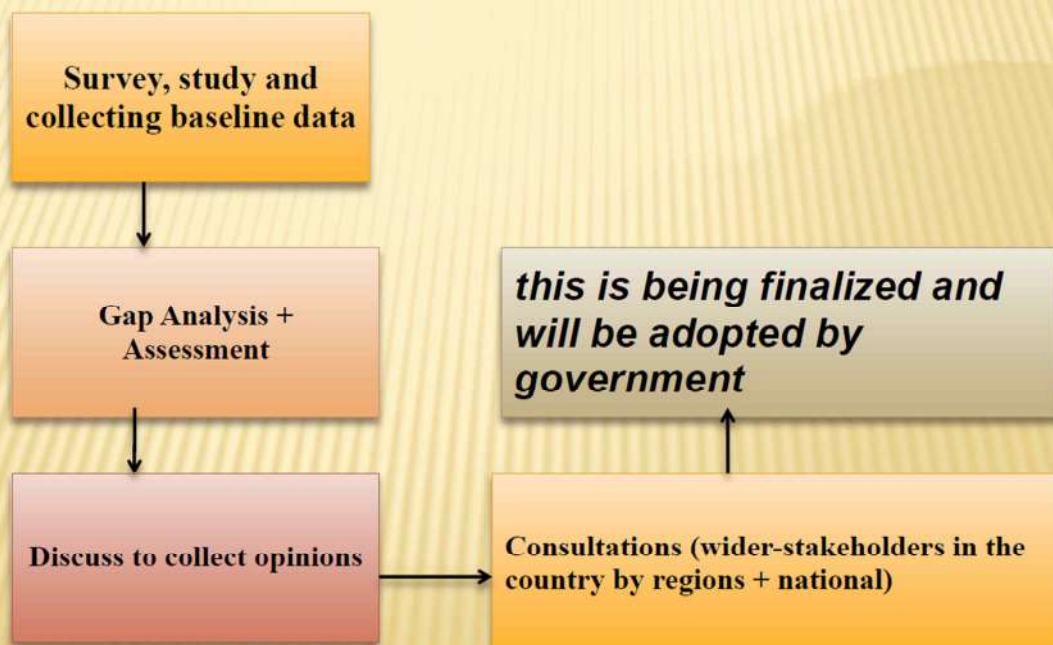 Survey, study and
collecting baseline data
Gap Analysis +
Assessment
Discuss to collect opinions
Consultations (wider-stakeholders in the
country by regions + national)
this is being finalized and
will be adopted by
government